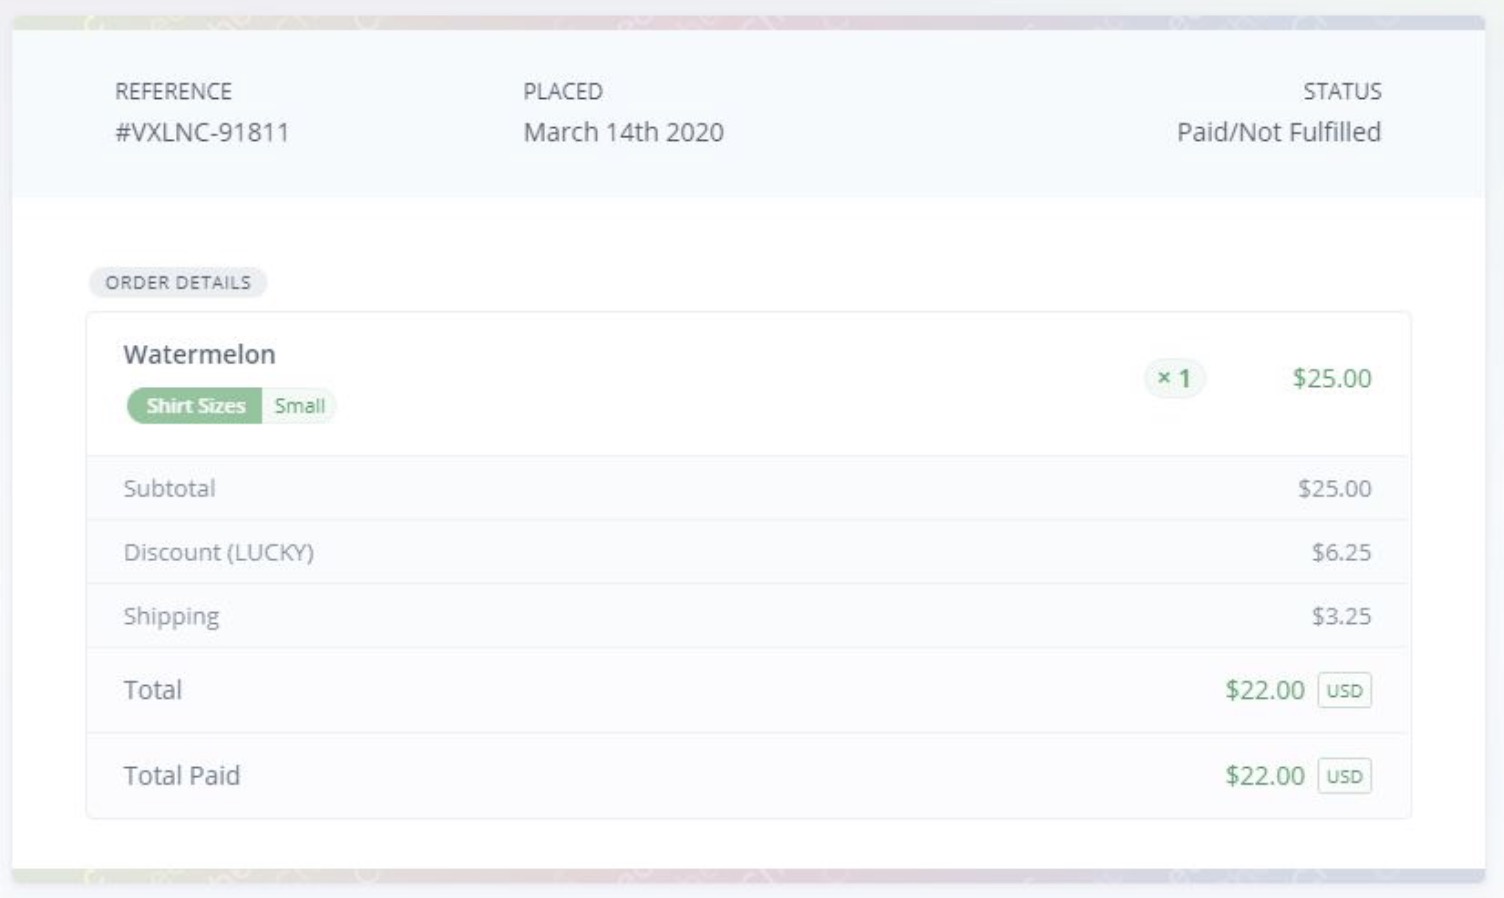 REFERENCE
#VXLNC-91811
PLACED
March 14th 2020
STATUS
Paid/Not Fulfilled
ORDER DETAILS
Watermelon
Shirt Sizes Small
× 1 $25.00
Subtotal $25.00
Discount (LUCKY) $6.25
Shipping $3.25
Total $22.00 USD
Total Paid $22.00 USD